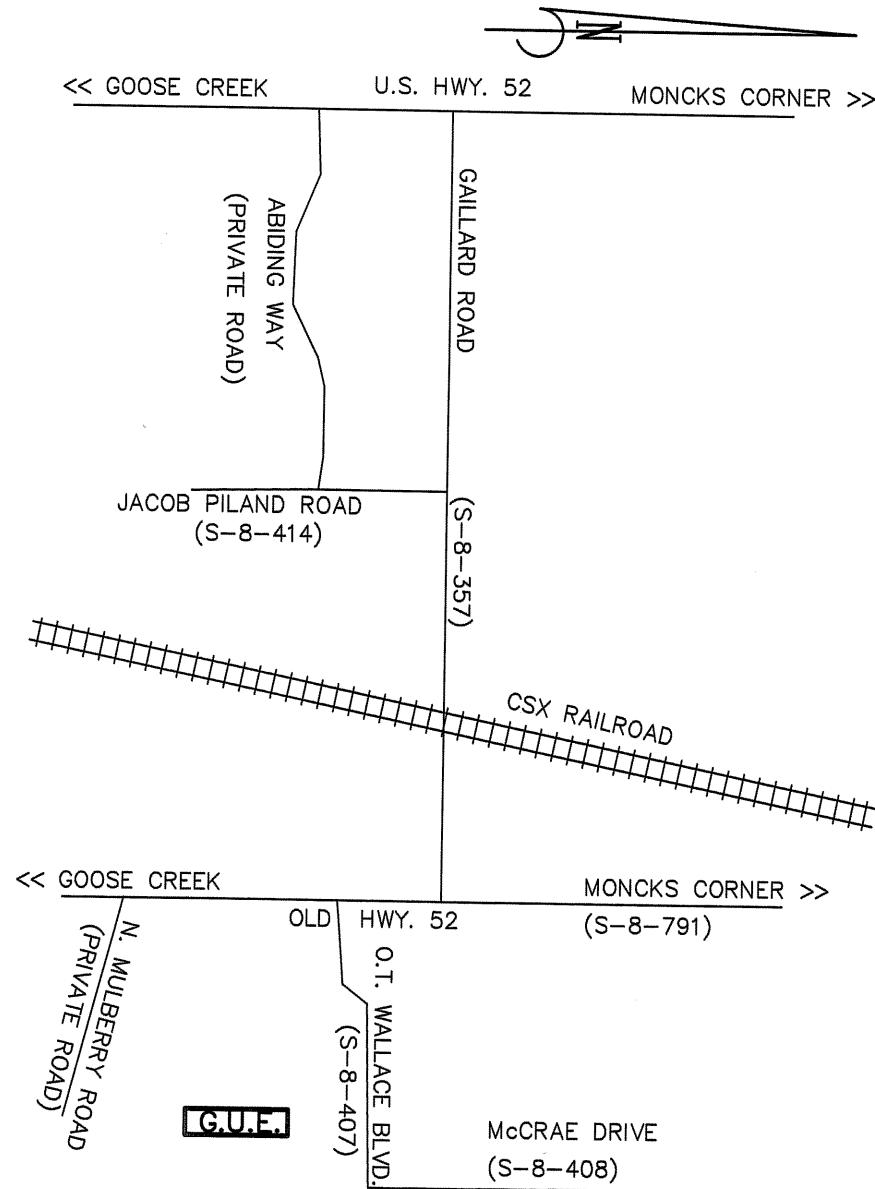 N
<< GOOSE CREEK
U.S. HWY. 52
MONCKS CORNER >>
GAILLARD ROAD
ABIDING WAY
(PRIVATE ROAD)
JACOB PILAND ROAD
(S-8-414)
(S-8-357)
CSX RAILROAD
<< GOOSE CREEK
MONCKS CORNER >>
OLD HWY. 52
(S-8-791)
N. MULBERRY ROAD
(PRIVATE ROAD)
O.T. WALLACE BLVD.
(S-8-407)
G.U.E.
McCRAE DRIVE
(S-8-408)